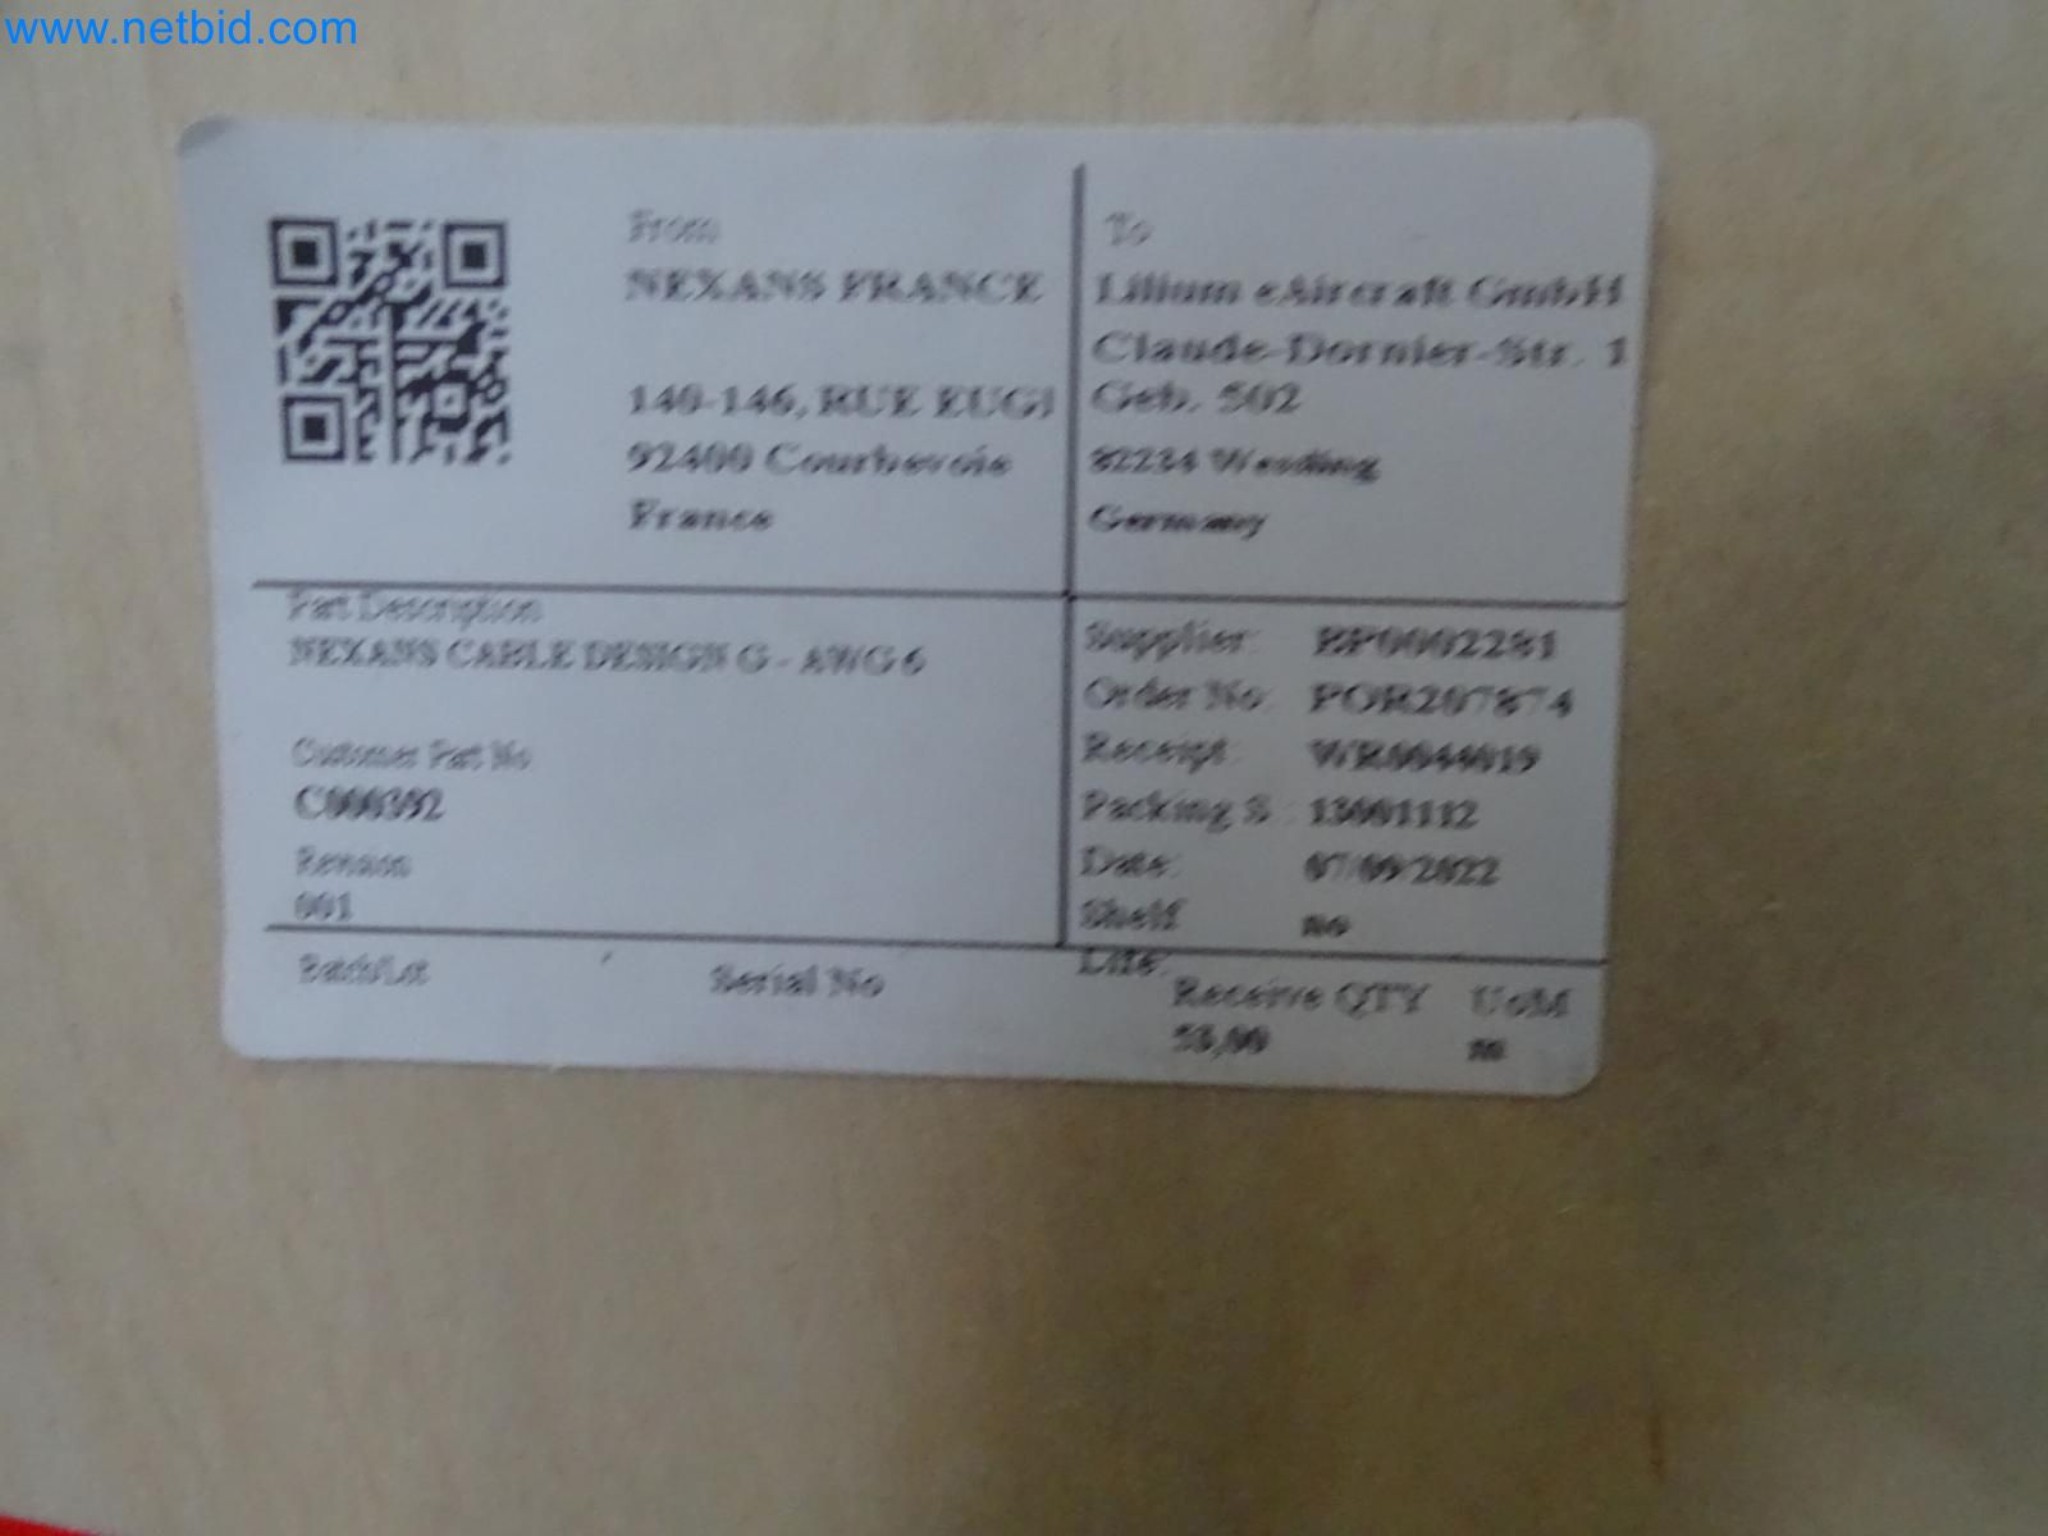 www.netbid.com
From
NEXANS FRANCE
140-146, RUE EUGI
92400 Courbevoie
France
To
Lilium eAircraft GmbH
Claude-Dornier-Str. 1
Geb. 502
82234 Wessling
Germany
Part Description
NEXANS CABLE DESIGN G - AWG 6
Customer Part No
C000392
Revision
001
Supplier: BP0002281
Order No: POR207874
Receipt: WR0044019
Packing S: 13001112
Date: 07/09/2022
Shelf no
Life:
Batch/Lot
Serial No
Receive QTY
UoM
m